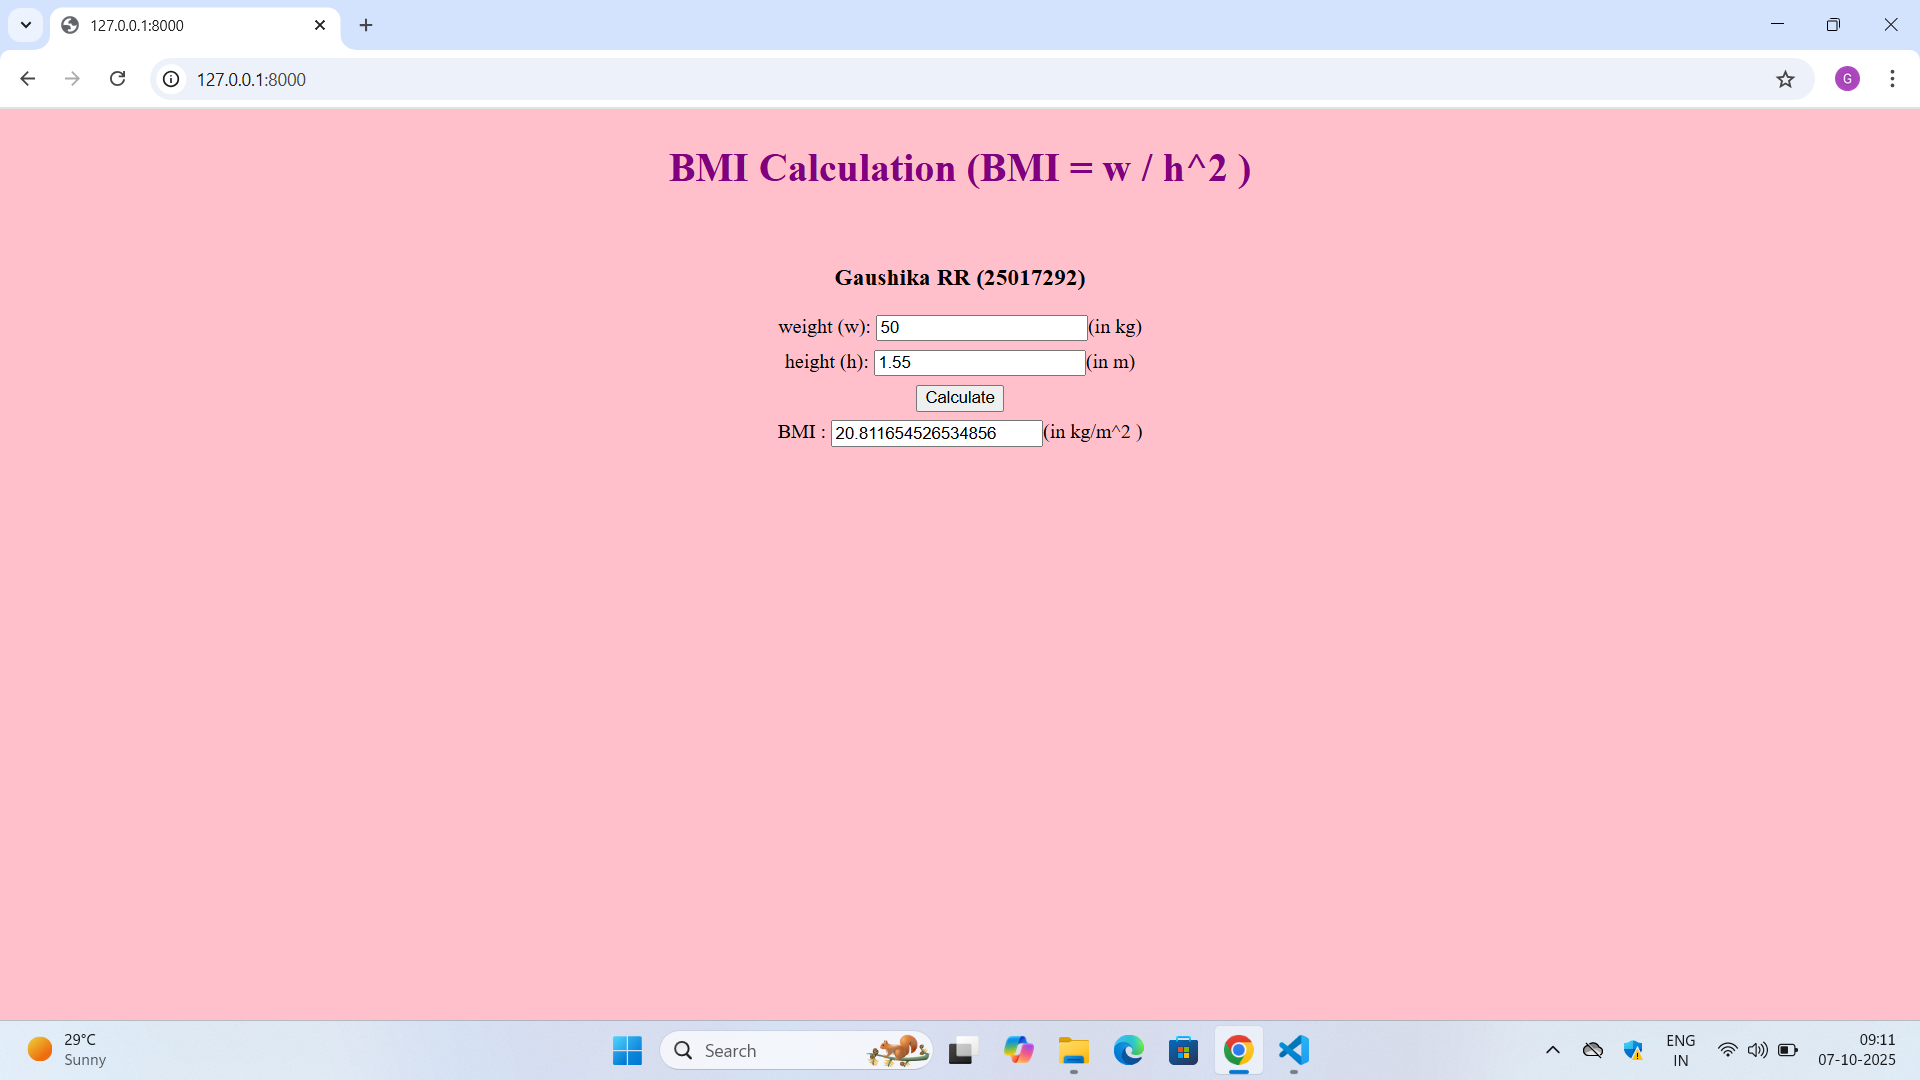 127.0.0.1:8000
127.0.0.1:8000
G
BMI Calculation (BMI = w / h^2 )
Gaushika RR (25017292)
weight (w): 50 (in kg)
height (h): 1.55 (in m)
Calculate
BMI : 20.811654526534856 (in kg/m^2 )
29°C
Sunny
Search
ENG
IN
09:11
07-10-2025